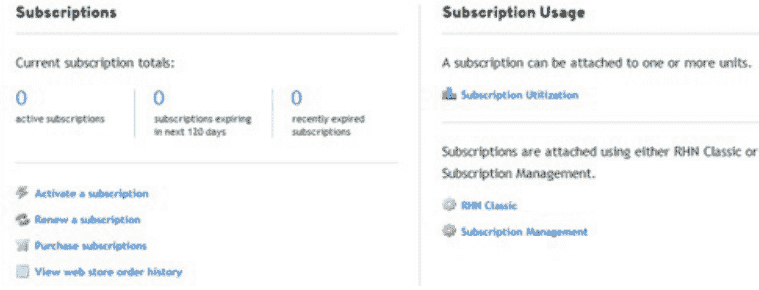 Subscriptions
Current subscription totals:
0
active subscriptions
0
subscriptions expiring
in next 120 days
0
recently expired
subscriptions
Activate a subscription
Renew a subscription
Purchase subscriptions
View web store order history
Subscription Usage
A subscription can be attached to one or more units.
Subscription Utilization
Subscriptions are attached using either RHN Classic or
Subscription Management.
RHN Classic
Subscription Management